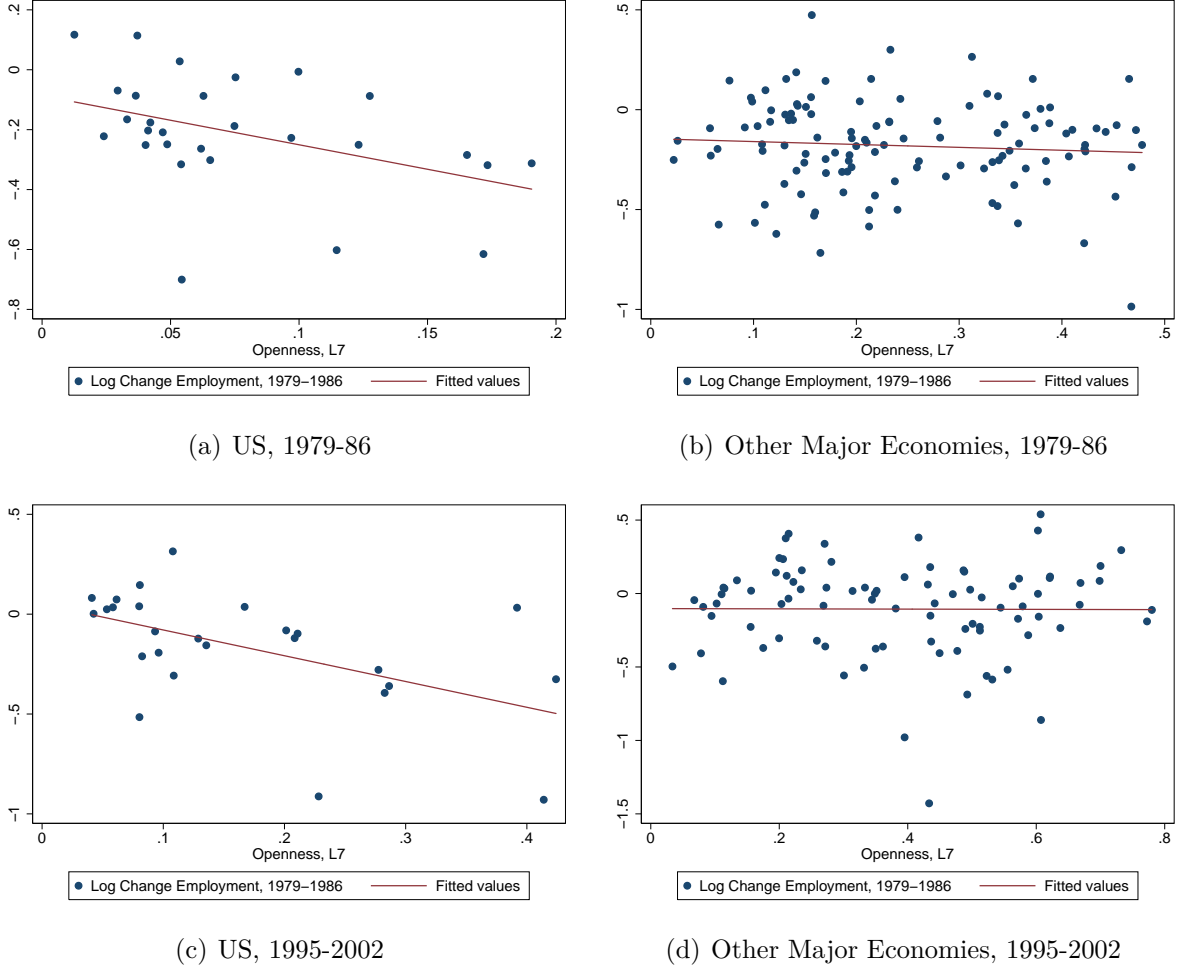 .2
0
−.2
−.4
−.6
−.8
0 .05 .1 .15 .2
Openness, L7
Log Change Employment, 1979−1986 Fitted values
(a) US, 1979-86
.5
0
−.5
−1
0 .1 .2 .3 .4 .5
Openness, L7
Log Change Employment, 1979−1986 Fitted values
(b) Other Major Economies, 1979-86
.5
0
−.5
−1
0 .1 .2 .3 .4
Openness, L7
Log Change Employment, 1979−1986 Fitted values
(c) US, 1995-2002
.5
0
−.5
−1
−1.5
0 .2 .4 .6 .8
Openness, L7
Log Change Employment, 1979−1986 Fitted values
(d) Other Major Economies, 1995-2002